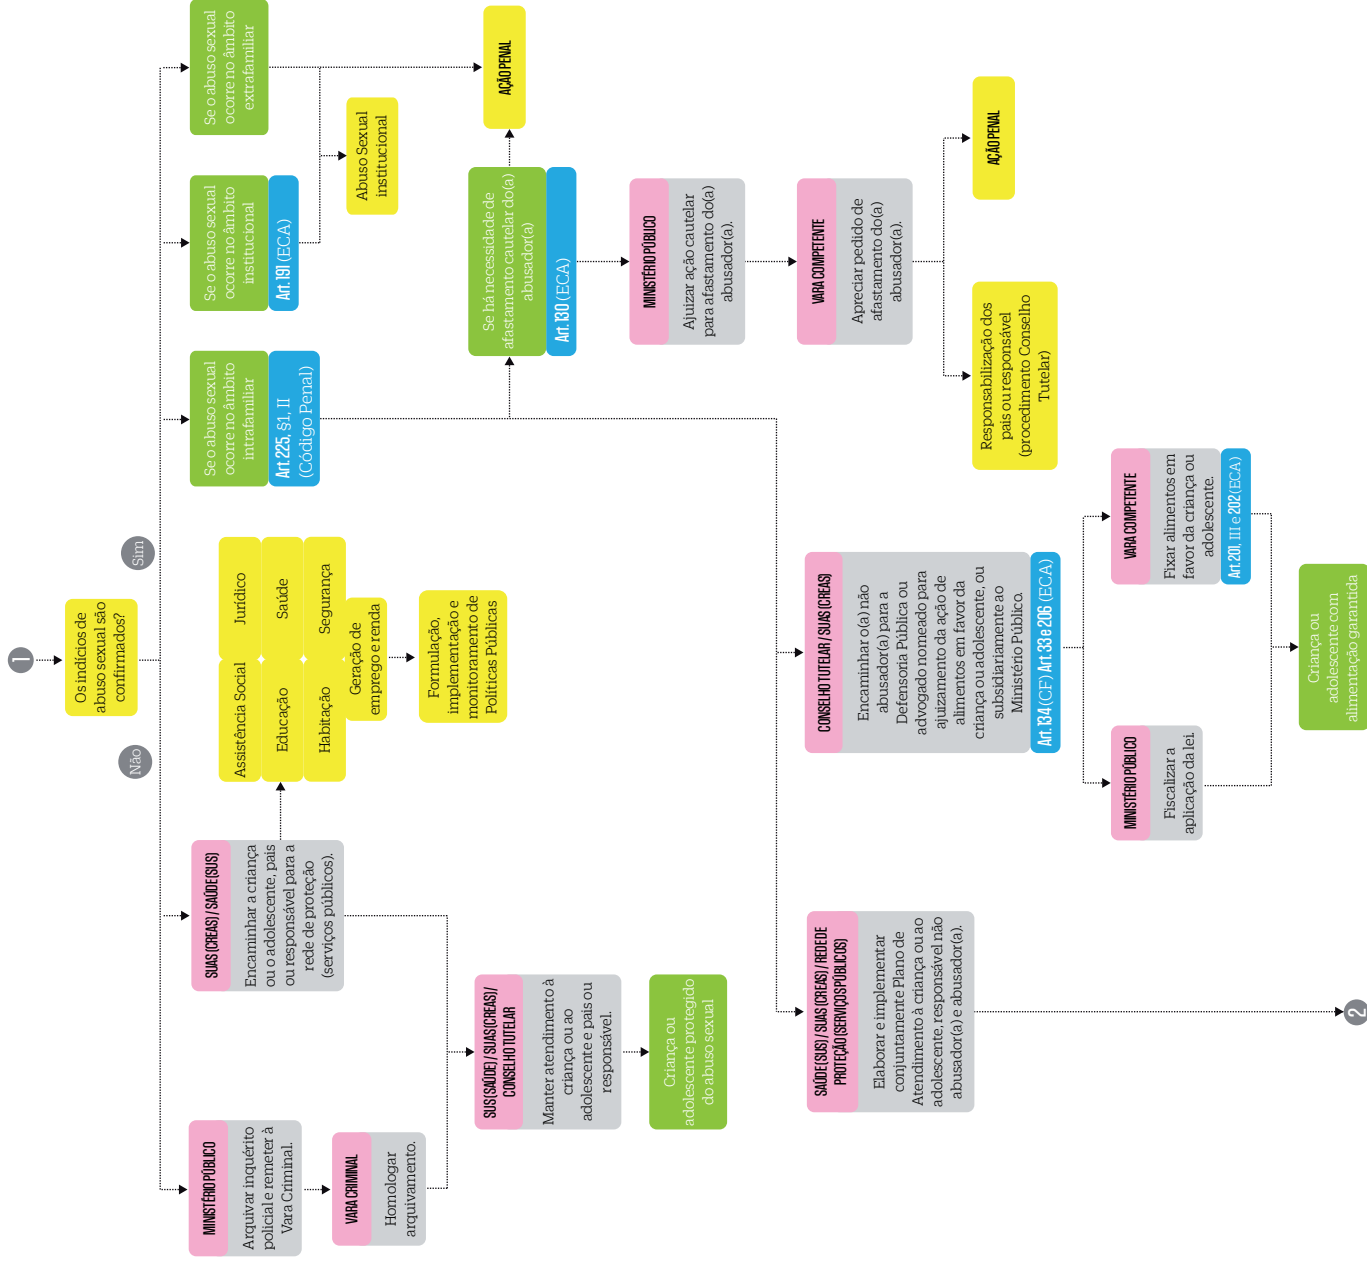 1
Os indícios de
abuso sexual são
confirmados?
Não
Sim
MINISTÉRIO PÚBLICO
Arquivar inquérito
policial e remeter à
Vara Criminal.
VARA CRIMINAL
Homologar
arquivamento.
SUAS (CREAS) / SAÚDE (SUS)
Encaminhar a criança
ou o adolescente, pais
ou responsável para a
rede de proteção
(serviços públicos).
Assistência Social
Jurídico
Educação
Saúde
Habitação
Segurança
Geração de
emprego e renda
Formulação,
implementação e
monitoramento de
Políticas Públicas
SUS (SAÚDE) / SUAS (CREAS) /
CONSELHO TUTELAR
Manter atendimento à
criança ou ao
adolescente e pais ou
responsável.
Criança ou
adolescente protegido
do abuso sexual
Se o abuso sexual
ocorre no âmbito
intrafamiliar
Art. 225, §1, II
(Código Penal)
Se o abuso sexual
ocorre no âmbito
institucional
Art. 191 (ECA)
Se o abuso sexual
ocorre no âmbito
extrafamiliar
Abuso Sexual
institucional
Se há necessidade de
afastamento cautelar do(a)
abusador(a)
Art. 130 (ECA)
AÇÃO PENAL
MINISTÉRIO PÚBLICO
Ajuizar ação cautelar
para afastamento do(a)
abusador(a).
VARA COMPETENTE
Apreciar pedido de
afastamento do(a)
abusador(a).
Responsabilização dos
pais ou responsável
(procedimento Conselho
Tutelar)
AÇÃO PENAL
SAÚDE (SUS) / SUAS (CREAS) / REDE DE
PROTEÇÃO (SERVIÇOS PÚBLICOS)
Elaborar e implementar
conjuntamente Plano de
Atendimento à criança ou ao
adolescente, responsável não
abusador(a) e abusador(a).
CONSELHO TUTELAR / SUAS (CREAS)
Encaminhar o(a) não
abusador(a) para a
Defensoria Pública ou
advogado nomeado para
ajuizamento da ação de
alimentos em favor da
criança ou adolescente, ou
subsidiariamente ao
Ministério Público.
Art. 134 (CF) Art. 33 e 206 (ECA)
MINISTÉRIO PÚBLICO
Fiscalizar a
aplicação da lei.
VARA COMPETENTE
Fixar alimentos em
favor da criança ou
adolescente.
Art. 201, III e 202 (ECA)
Criança ou
adolescente com
alimentação garantida
2